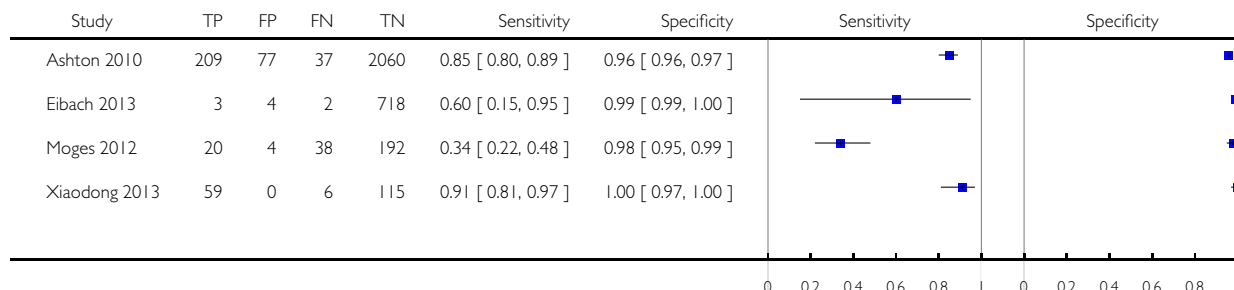 Study TP FP FN TN Sensitivity Specificity Sensitivity Specificity
Ashton 2010 209 77 37 2060 0.85 [ 0.80, 0.89 ] 0.96 [ 0.96, 0.97 ]
Eibach 2013 3 4 2 718 0.60 [ 0.15, 0.95 ] 0.99 [ 0.99, 1.00 ]
Moges 2012 20 4 38 192 0.34 [ 0.22, 0.48 ] 0.98 [ 0.95, 0.99 ]
Xiaodong 2013 59 0 6 115 0.91 [ 0.81, 0.97 ] 1.00 [ 0.97, 1.00 ]
0 0.2 0.4 0.6 0.8 1 0 0.2 0.4 0.6 0.8